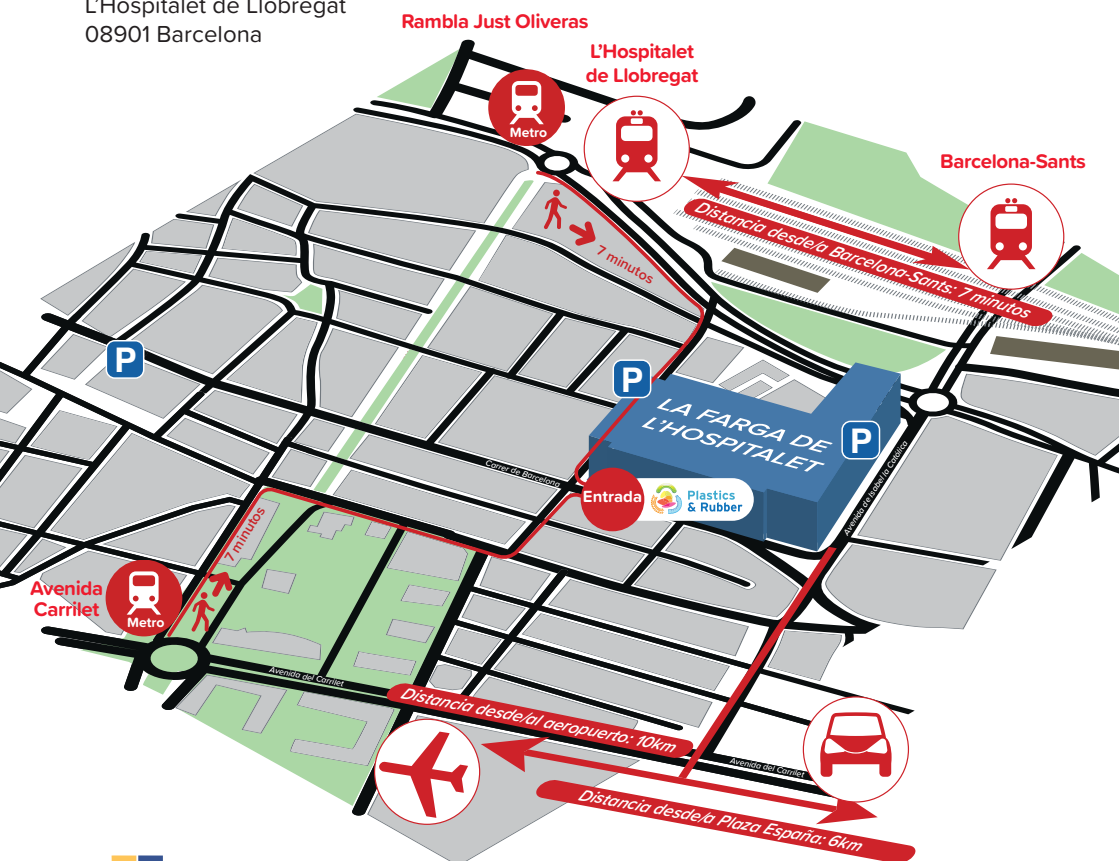 L'Hospitalet de Llobregat
08901 Barcelona
Rambla Just Oliveras
L'Hospitalet
de Llobregat
Metro
Barcelona-Sants
Distancia desde/a Barcelona-Sants: 7 minutos
7 minutos
P
P
LA FARGA DE
L'HOSPITALET
P
Carrer de Barcelona
Avenida de Isabel la Católica
Entrada
Plastics
& Rubber
7 minutos
Avenida
Carrilet
Metro
Avenida del Carrilet
Distancia desde/al aeropuerto: 10km
Avenida del Carrilet
Distancia desde/a Plaza España: 6km